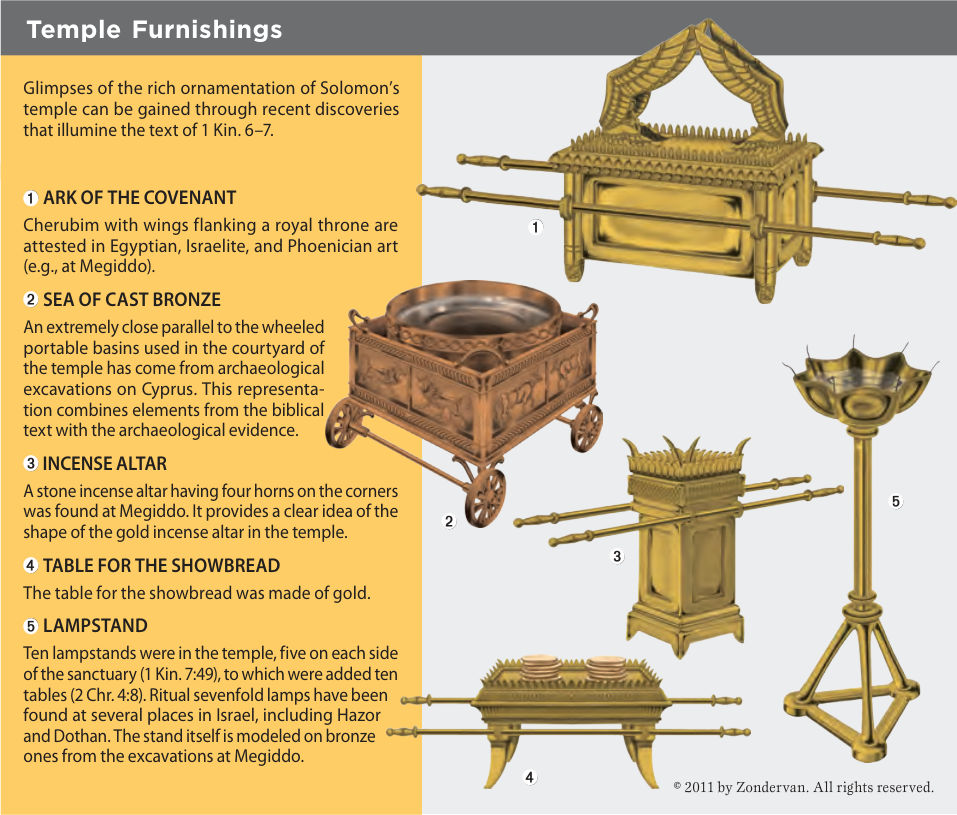 Temple Furnishings
Glimpses of the rich ornamentation of Solomon's
temple can be gained through recent discoveries
that illumine the text of 1 Kin. 6–7.
1 ARK OF THE COVENANT
Cherubim with wings flanking a royal throne are
attested in Egyptian, Israelite, and Phoenician art
(e.g., at Megiddo).
2 SEA OF CAST BRONZE
An extremely close parallel to the wheeled
portable basins used in the courtyard of
the temple has come from archaeological
excavations on Cyprus. This representa-
tion combines elements from the biblical
text with the archaeological evidence.
3 INCENSE ALTAR
A stone incense altar having four horns on the corners
was found at Megiddo. It provides a clear idea of the
shape of the gold incense altar in the temple.
4 TABLE FOR THE SHOWBREAD
The table for the showbread was made of gold.
5 LAMPSTAND
Ten lampstands were in the temple, five on each side
of the sanctuary (1 Kin. 7:49), to which were added ten
tables (2 Chr. 4:8). Ritual sevenfold lamps have been
found at several places in Israel, including Hazor
and Dothan. The stand itself is modeled on bronze
ones from the excavations at Megiddo.
1
2
3
5
4
© 2011 by Zondervan. All rights reserved.